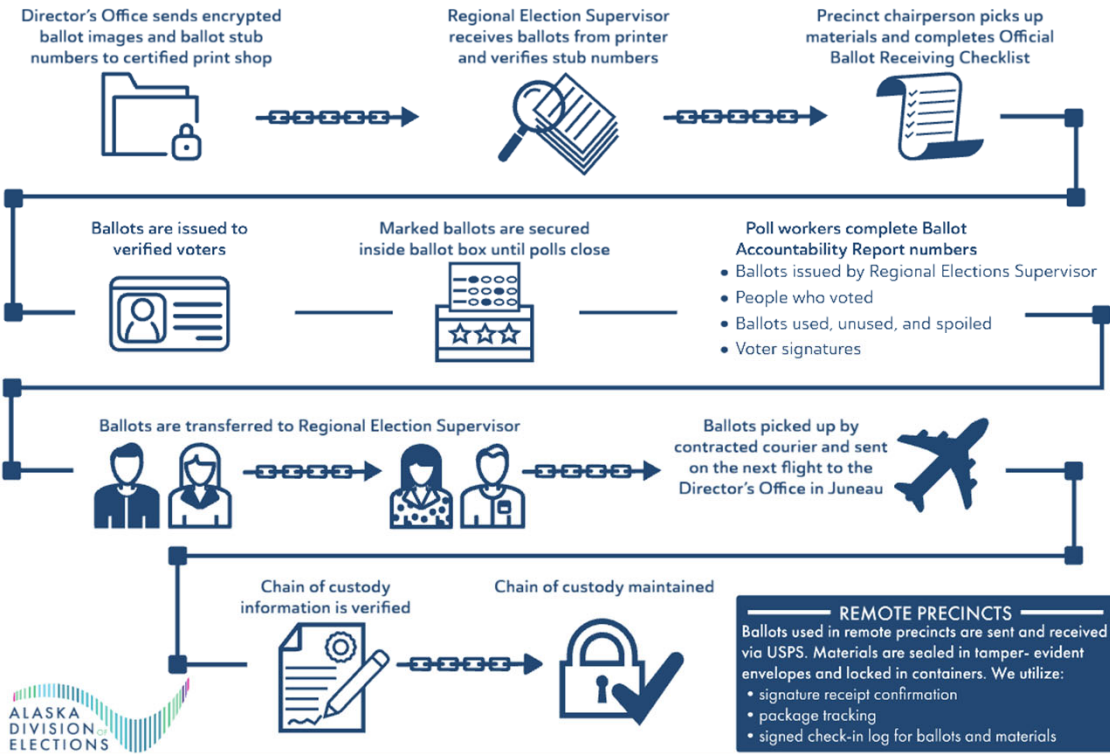 Director's Office sends encrypted
ballot images and ballot stub
numbers to certified print shop
Regional Election Supervisor
receives ballots from printer
and verifies stub numbers
Precinct chairperson picks up
materials and completes Official
Ballot Receiving Checklist
Ballots are issued to
verified voters
Marked ballots are secured
inside ballot box until polls close
Poll workers complete Ballot
Accountability Report numbers
• Ballots issued by Regional Elections Supervisor
• People who voted
• Ballots used, unused, and spoiled
• Voter signatures
Ballots are transferred to Regional Election Supervisor
Ballots picked up by
contracted courier and sent
on the next flight to the
Director's Office in Juneau
Chain of custody
information is verified
Chain of custody maintained
REMOTE PRECINCTS
Ballots used in remote precincts are sent and received
via USPS. Materials are sealed in tamper- evident
envelopes and locked in containers. We utilize:
• signature receipt confirmation
• package tracking
• signed check-in log for ballots and materials
ALASKA
DIVISION OF
ELECTIONS